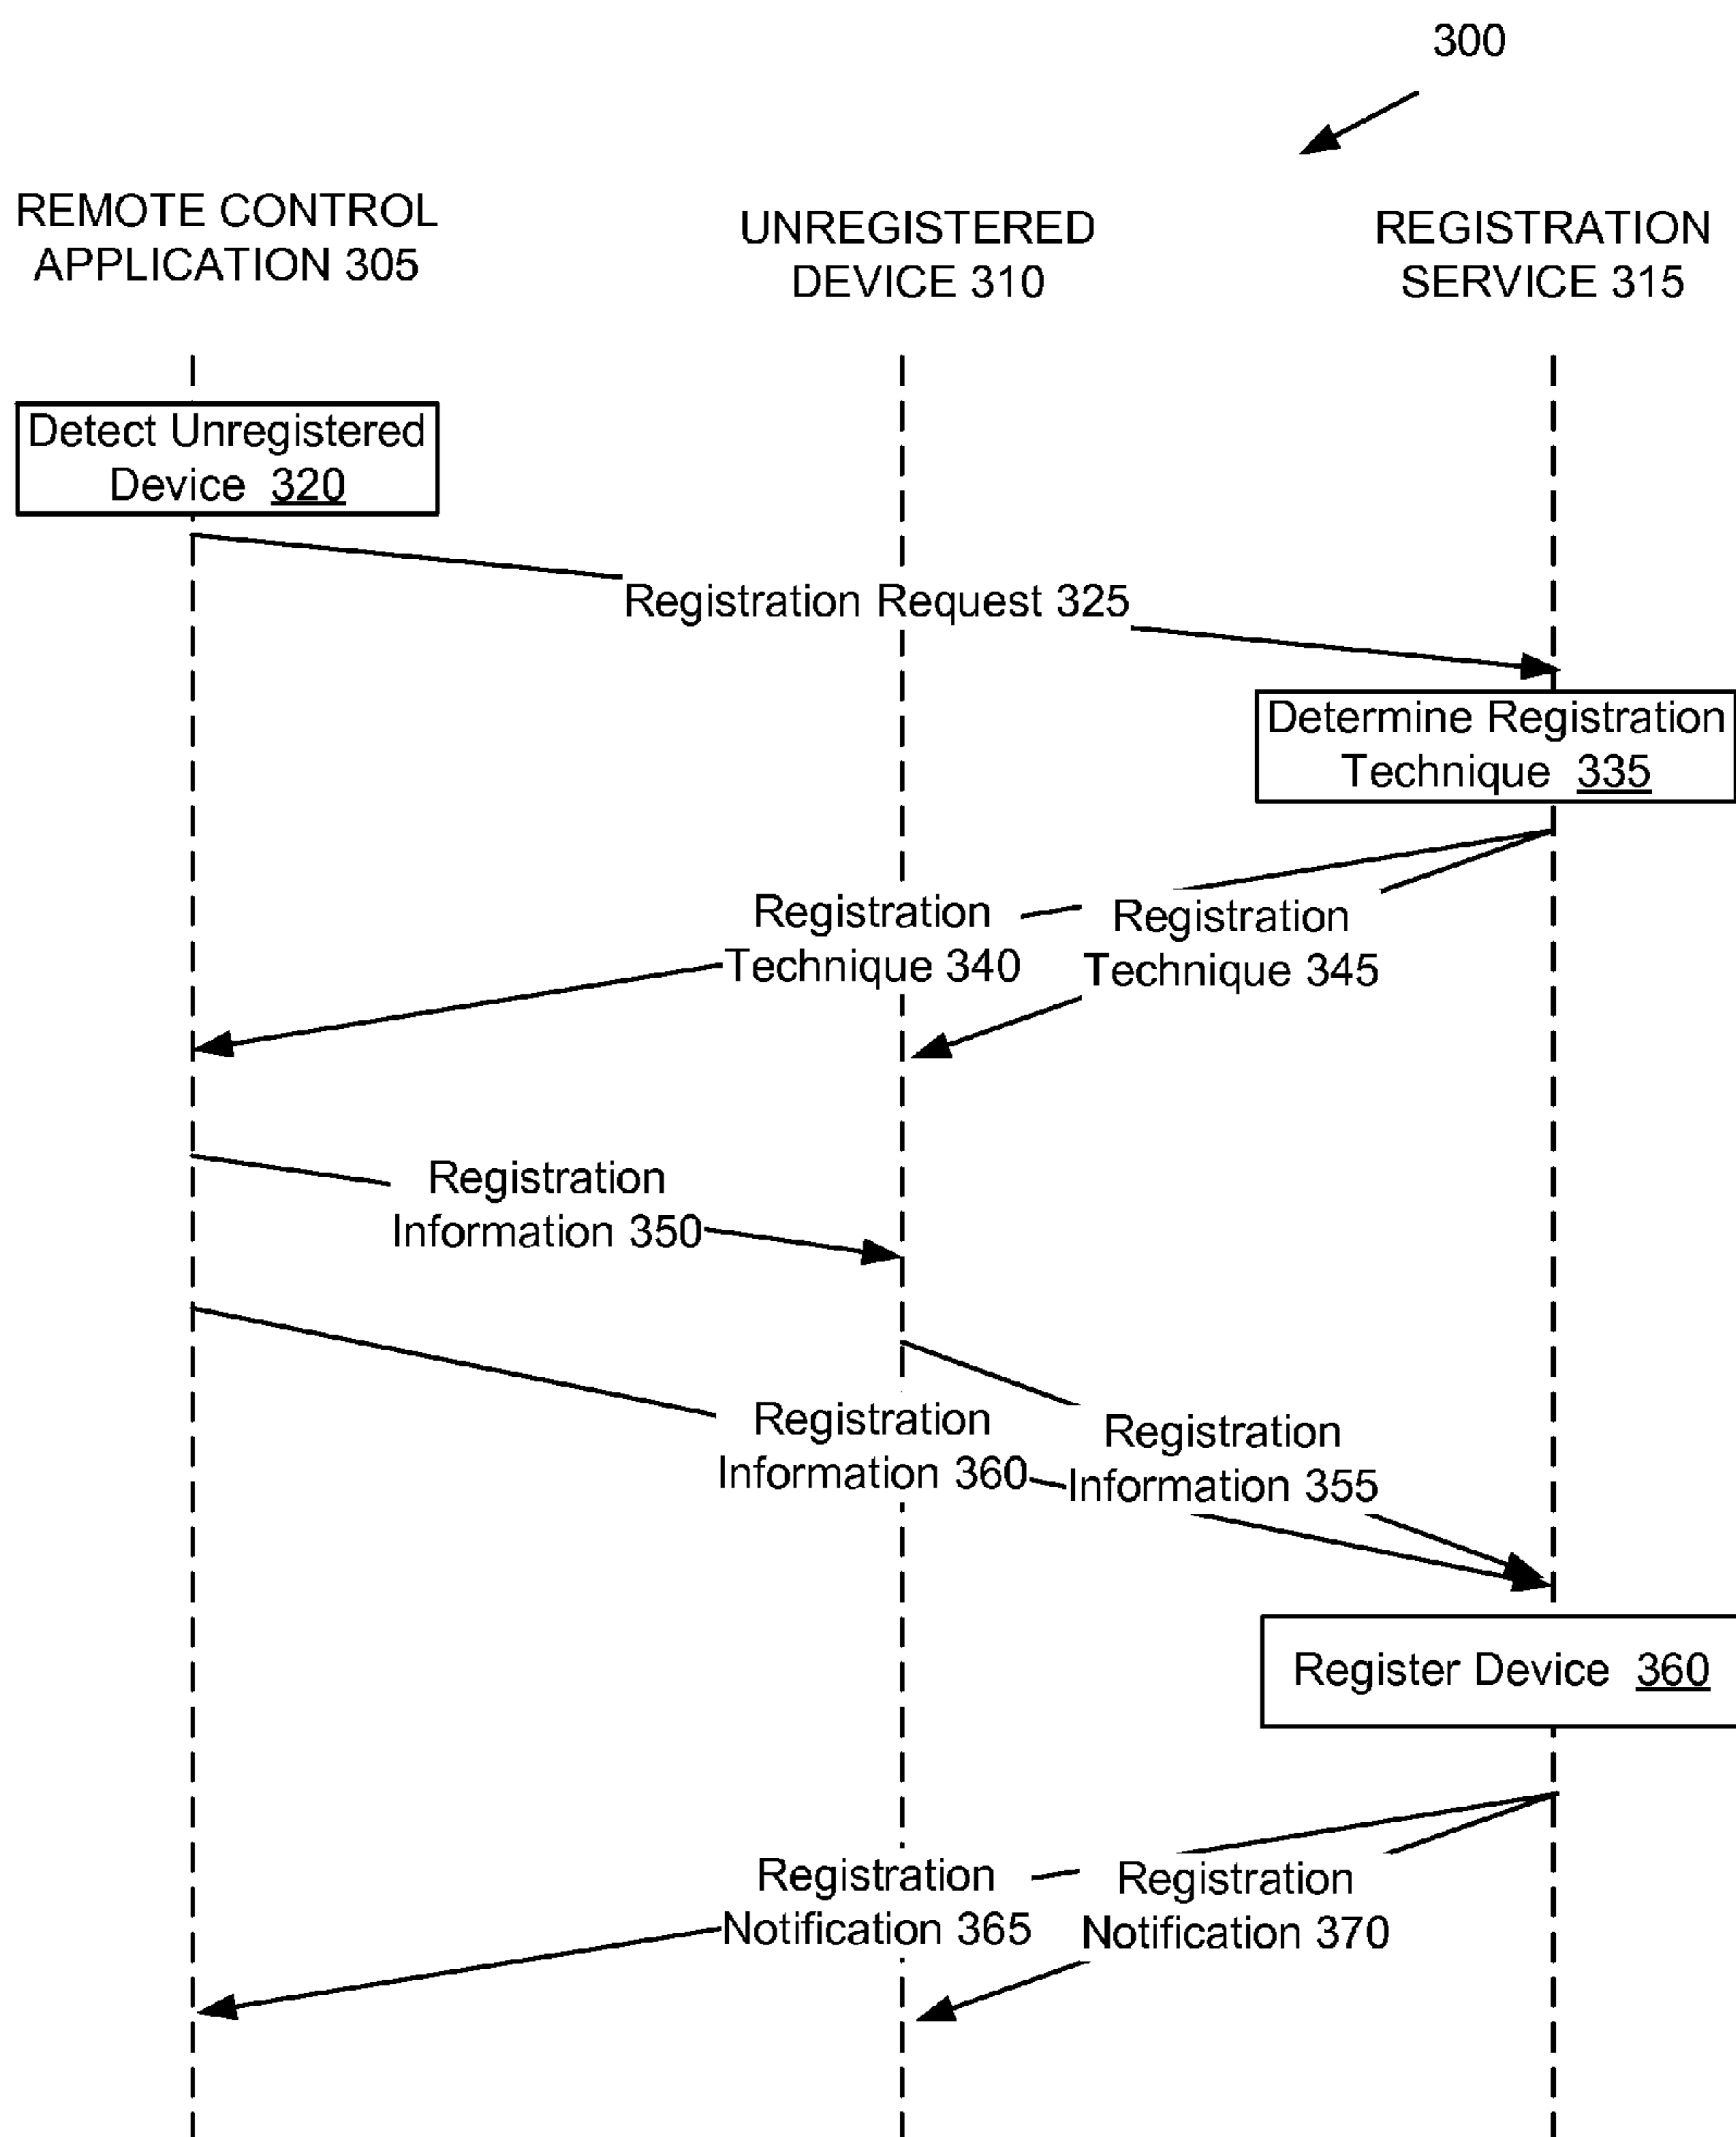 300
REMOTE CONTROL
APPLICATION 305
UNREGISTERED
DEVICE 310
REGISTRATION
SERVICE 315
Detect Unregistered
Device 320
Registration Request 325
Determine Registration
Technique 335
Registration
Technique 340
Registration
Technique 345
Registration
Information 350
Registration
Information 360
Registration
Information 355
Register Device 360
Registration
Notification 365
Registration
Notification 370